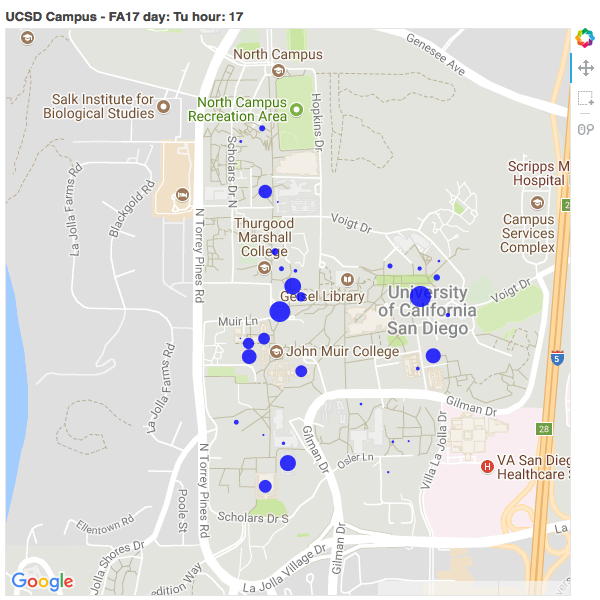 UCSD Campus - FA17 day: Tu hour: 17
Genesee Ave
North Campus
Salk Institute for
Biological Studies
North Campus
Recreation Area
Hopkins Dr
Scholars Dr N
La Jolla Farms Rd
Blackgold Rd
N Torrey Pines Rd
Scripps M
Hospital
2
Voigt Dr
Campus
Services
Complex
Thurgood
Marshall
College
Geisel Library
University
of California
San Diego
Voigt Dr
Muir Ln
John Muir College
5
La Jolla Farms Rd
Gilman Dr
Gilman Dr
28
Villa La Jolla Dr
Osler Ln
N Torrey Pines Rd
VA San Dieg
Healthcare
H
Poole St
Ellentown Rd
Scholars Dr S
La Jolla Shores Dr
Gilman Dr
La
La Jolla Village Dr
edition Way
Google